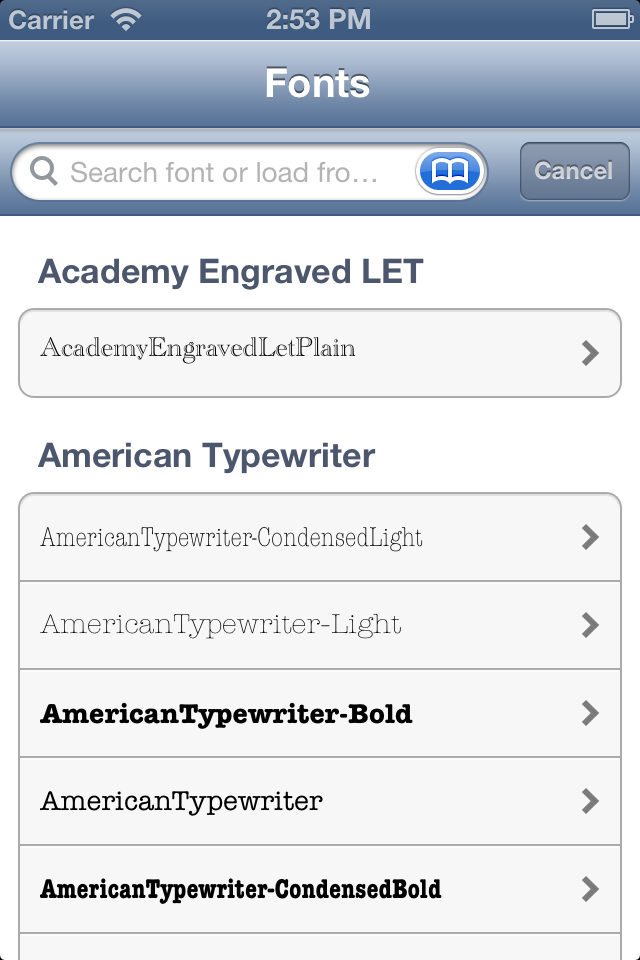 Carrier 2:53 PM
Fonts
Search font or load fro... Cancel
Academy Engraved LET
AcademyEngravedLetPlain
American Typewriter
AmericanTypewriter-CondensedLight
AmericanTypewriter-Light
AmericanTypewriter-Bold
AmericanTypewriter
AmericanTypewriter-CondensedBold